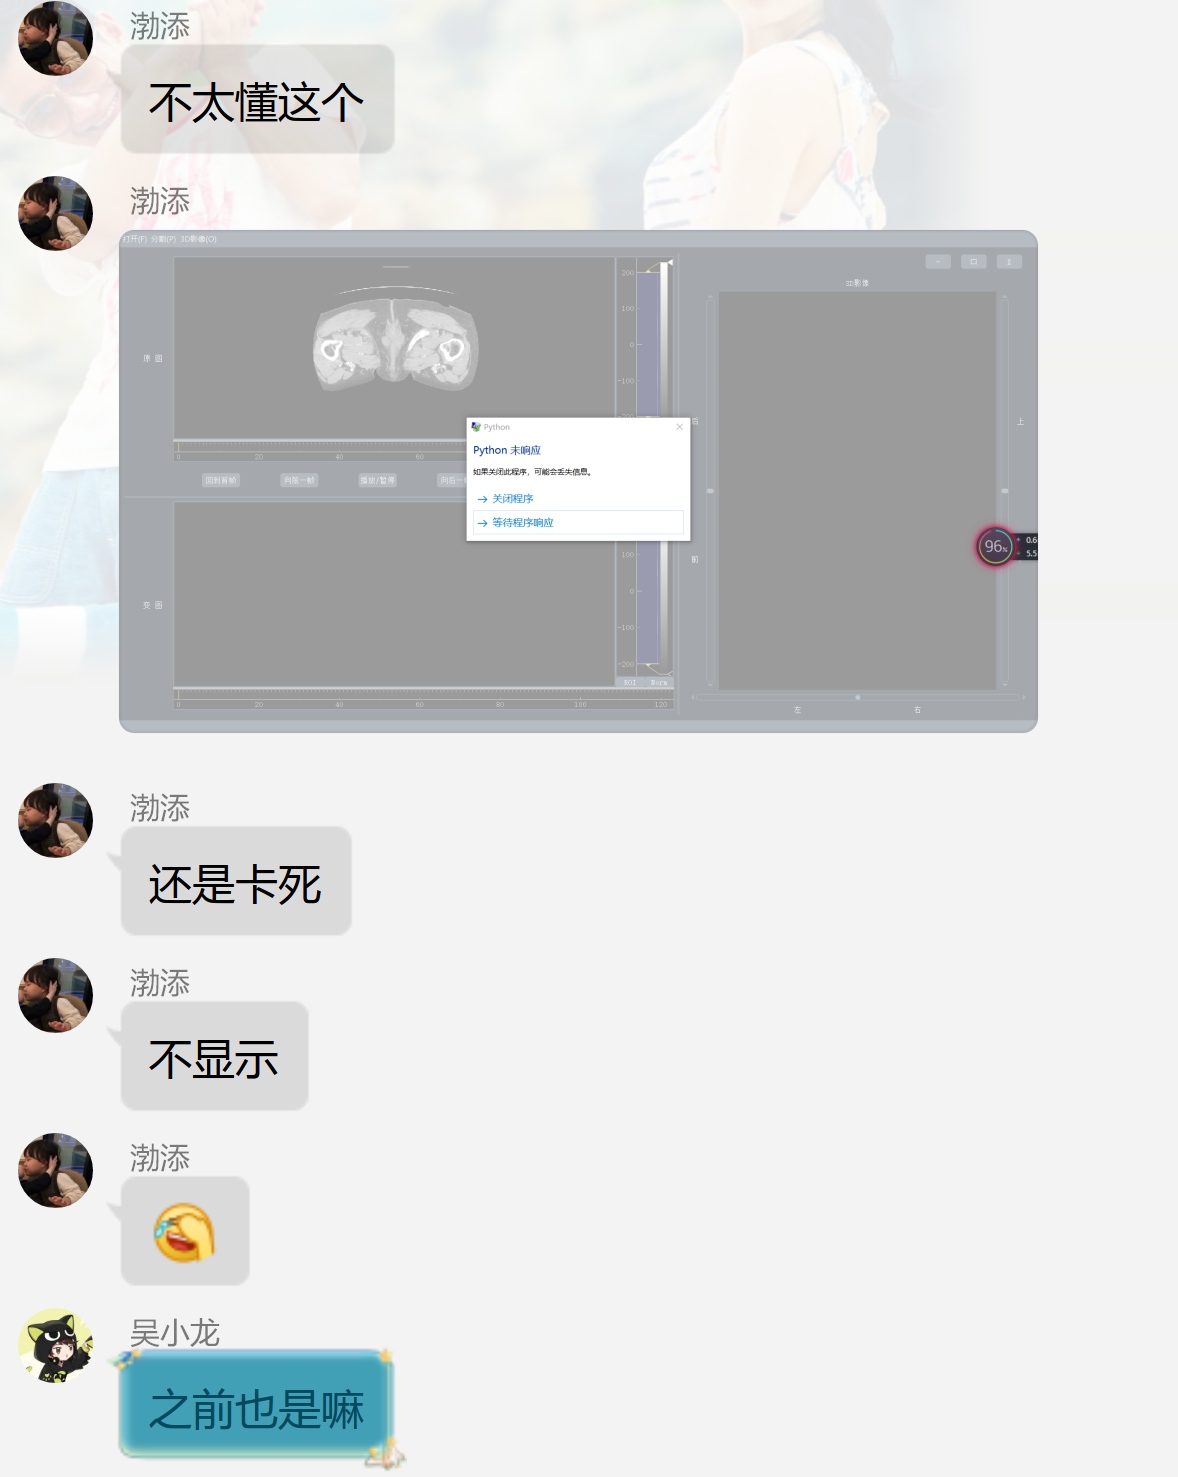 渤添
不太懂这个
渤添
打开(F) 分割(P) 3D影像(O)
3D影像
原 图
200
100
0
-100
-200
0 20 40 60
回到首帧 向前一帧 播放/暂停 向后一
Python
Python 未响应
如果关闭此程序，可能会丢失信息。
→ 关闭程序
→ 等待程序响应
后
上
前
96%
0.6
5.5
变 图
100
0
-100
-200
ROI Norm
0 20 40 60 80 100 120
左 右
渤添
还是卡死
渤添
不显示
渤添
吴小龙
之前也是嘛